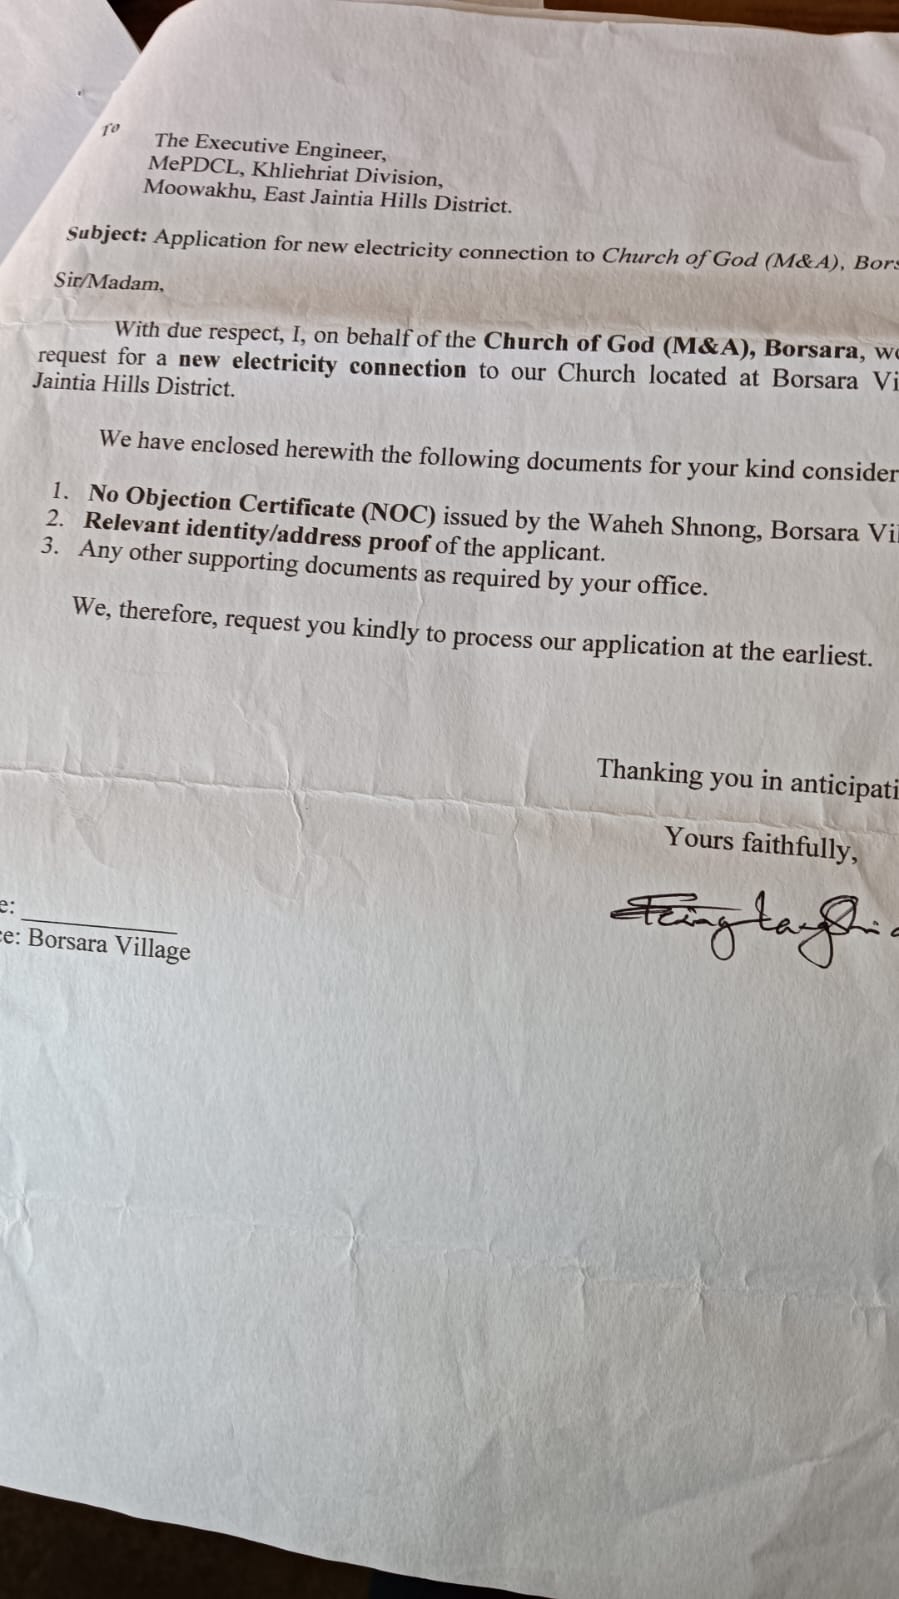 To
The Executive Engineer,
MePDCL, Khliehriat Division,
Moowakhu, East Jaintia Hills District.
Subject: Application for new electricity connection to Church of God (M&A), Bors
Sir/Madam,
With due respect, I, on behalf of the Church of God (M&A), Borsara,
request for a new electricity connection to our Church located at Borsara Vi
Jaintia Hills District.
We have enclosed herewith the following documents for your kind consider
1. No Objection Certificate (NOC) issued by the Waheh Shnong, Borsara Vil
2. Relevant identity/address proof of the applicant.
3. Any other supporting documents as required by your office.
We, therefore, request you kindly to process our application at the earliest.
Thanking you in anticipati
Yours faithfully,
e:
ce: Borsara Village